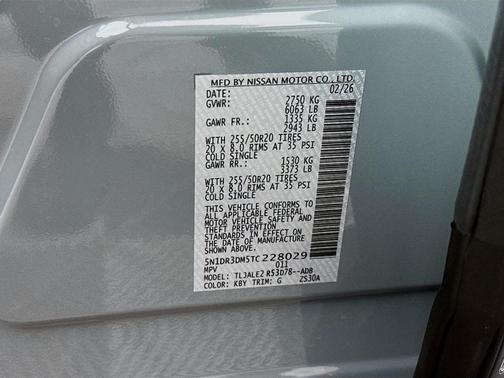 MFD BY NISSAN MOTOR CO., LTD.
DATE: 02/26
GVWR: 2750 KG
6063 LB
GAWR FR.: 1335 KG
2943 LB
WITH 255/50R20 TIRES
20 X 8.0 RIMS AT 35 PSI
COLD SINGLE
GAWR RR.: 1530 KG
3373 LB
WITH 255/50R20 TIRES
20 X 8.0 RIMS AT 35 PSI
COLD SINGLE
THIS VEHICLE CONFORMS TO
ALL APPLICABLE FEDERAL
MOTOR VEHICLE SAFETY AND
THEFT PREVENTION
STANDARDS IN EFFECT ON
THE DATE OF MANUFACTURE
SHOWN ABOVE.
5N1DR3DM5TC228029
MPV 011
MODEL: TLJALE2 R53D78--ADB
COLOR: KBY TRIM: G ZS30A